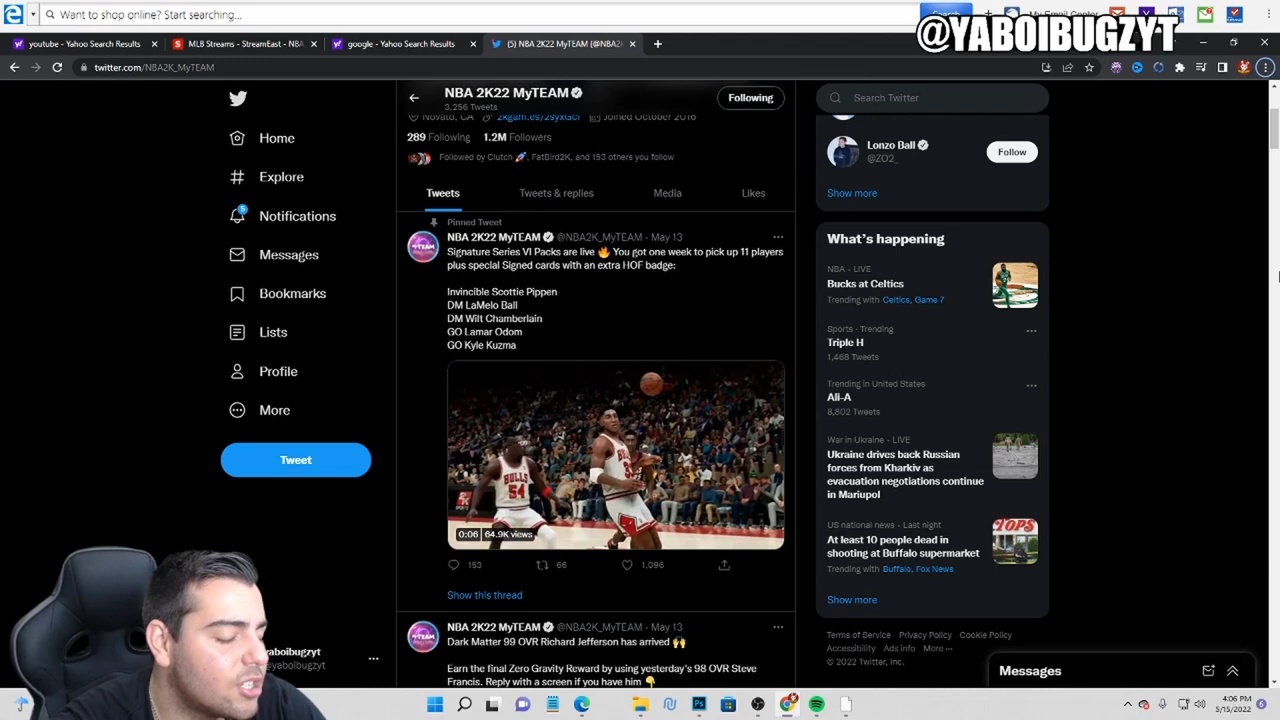 Want to shop online? Start searching...
Search
My Email Center
@YABOIBUGZYT
youtube - Yahoo Search Results
MLB Streams - StreamEast - NBA
google - Yahoo Search Results
(5) NBA 2K22 MyTEAM (@NBA2
twitter.com/NBA2K_MyTEAM
NBA 2K22 MyTEAM
3,256 Tweets
Following
Novato, CA
2kgam.es/2syxGcf
Joined October 2016
289 Following 1.2M Followers
Followed by Clutch 🚀, FatBird2K, and 153 others you follow
Tweets
Tweets & replies
Media
Likes
Home
Explore
5
Notifications
Messages
Bookmarks
Lists
Profile
More
Tweet
yaboibugzyt
@yaboibugzyt
Pinned Tweet
NBA 2K22 MyTEAM @NBA2K_MyTEAM · May 13
Signature Series VI Packs are live 🔥 You got one week to pick up 11 players
plus special Signed cards with an extra HOF badge:
Invincible Scottie Pippen
DM LaMelo Ball
DM Wilt Chamberlain
GO Lamar Odom
GO Kyle Kuzma
BULLS
54
0:06 64.9K views
153
66
1,096
Show this thread
NBA 2K22 MyTEAM @NBA2K_MyTEAM · May 13
Dark Matter 99 OVR Richard Jefferson has arrived 🙌
Earn the final Zero Gravity Reward by using yesterday's 98 OVR Steve
Francis. Reply with a screen if you have him 👇
Search Twitter
Lonzo Ball
@ZO2_
Follow
Show more
What's happening
NBA · LIVE
Bucks at Celtics
Trending with Celtics, Game 7
Sports · Trending
Triple H
1,468 Tweets
Trending in United States
Ali-A
8,802 Tweets
War in Ukraine · LIVE
Ukraine drives back Russian
forces from Kharkiv as
evacuation negotiations continue
in Mariupol
US national news · Last night
At least 10 people dead in
shooting at Buffalo supermarket
Trending with Buffalo, Fox News
TOPS
Show more
Terms of Service Privacy Policy Cookie Policy
Accessibility Ads info More ···
© 2022 Twitter, Inc.
Messages
4:06 PM
5/15/2022